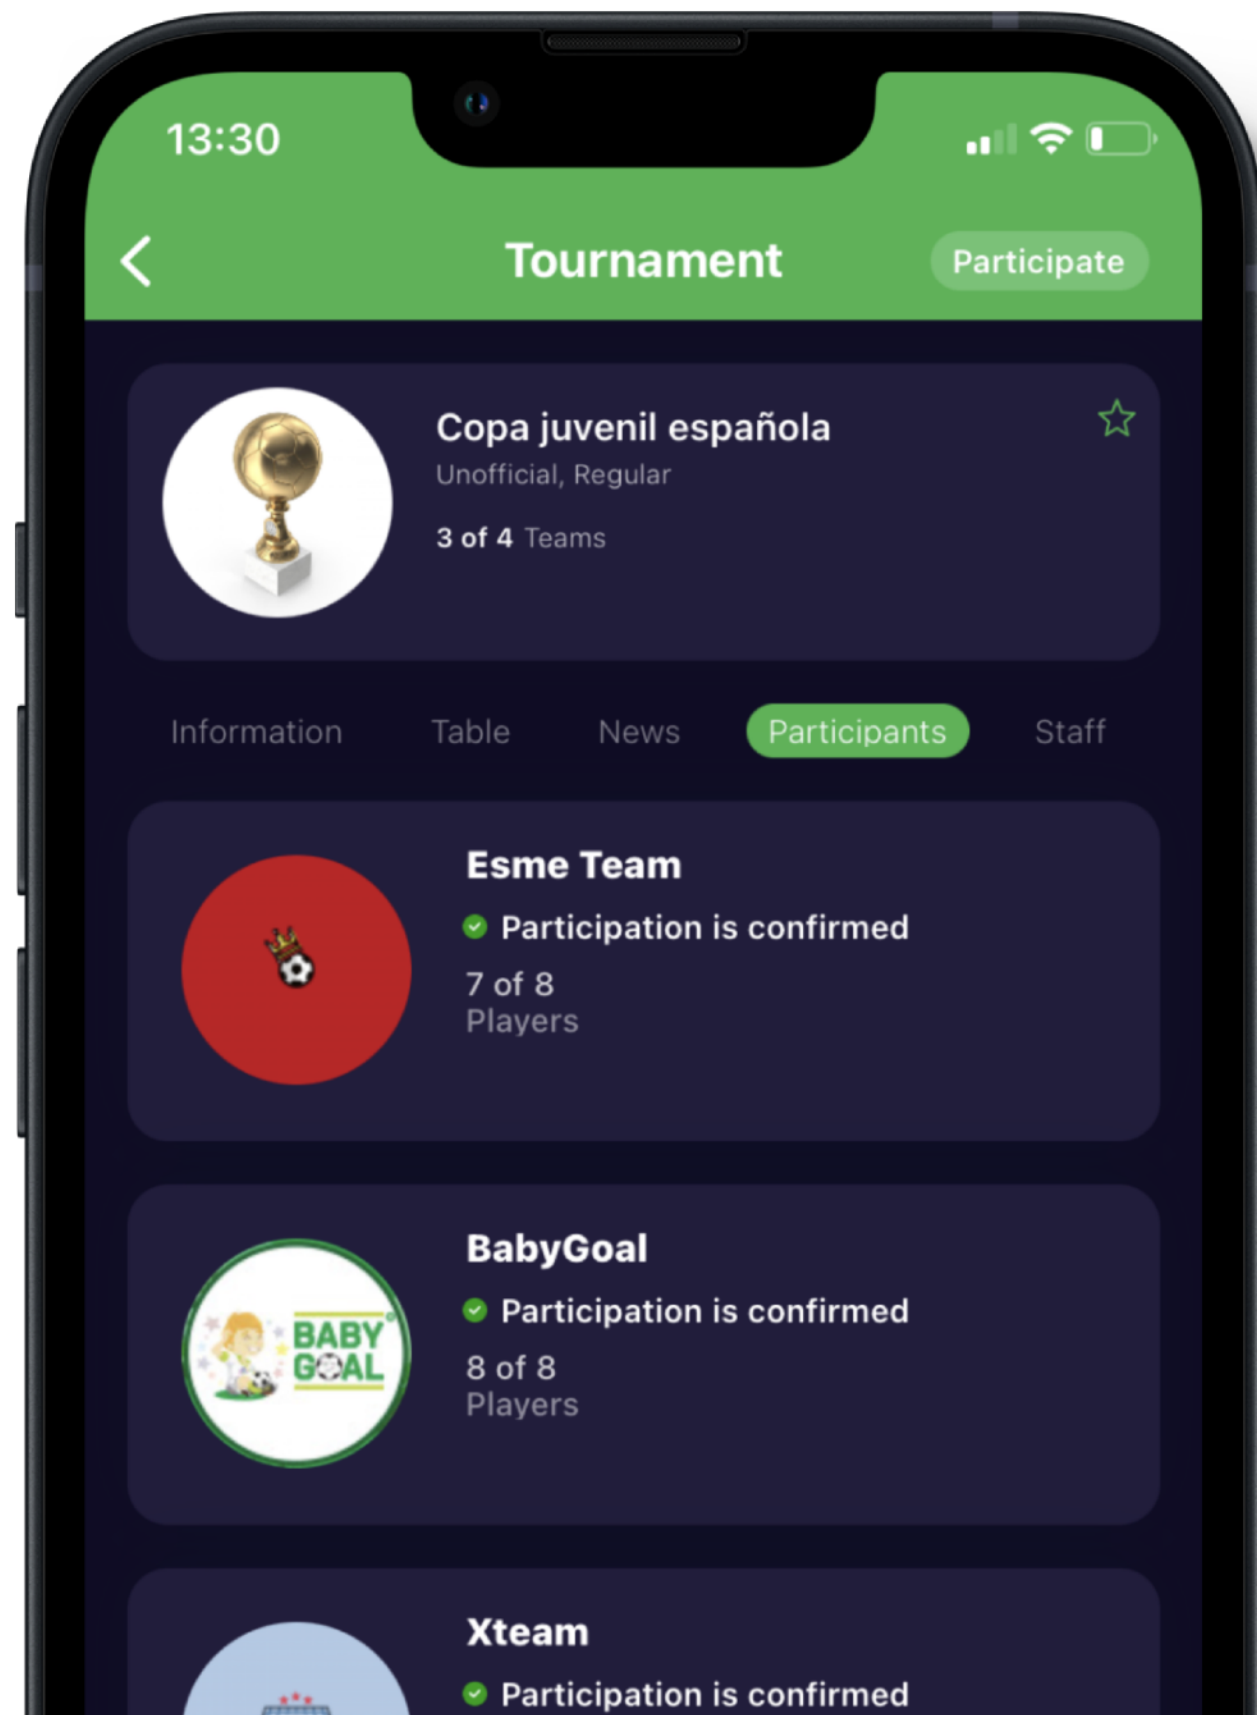 13:30
Tournament
Participate
Copa juvenil española
Unofficial, Regular
3 of 4 Teams
Information Table News Participants Staff
Esme Team
Participation is confirmed
7 of 8
Players
BABY
GOAL
BabyGoal
Participation is confirmed
8 of 8
Players
Xteam
Participation is confirmed